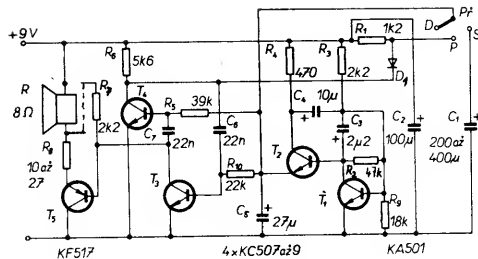 Př
D
P
S
+9V
R6
5k6
R4
470
R3
2k2
R1
1k2
D1
R
8Ω
R7
2k2
T4
R5
39k
C4
10μ
C7
22n
C6
22n
C3
2μ2
C2
100μ
C1
200až
400μ
R8
10až
27
T2
R2
47k
R10
22k
T3
T1
R9
18k
T5
C5
27μ
KF517
4×KC507až9
KA501